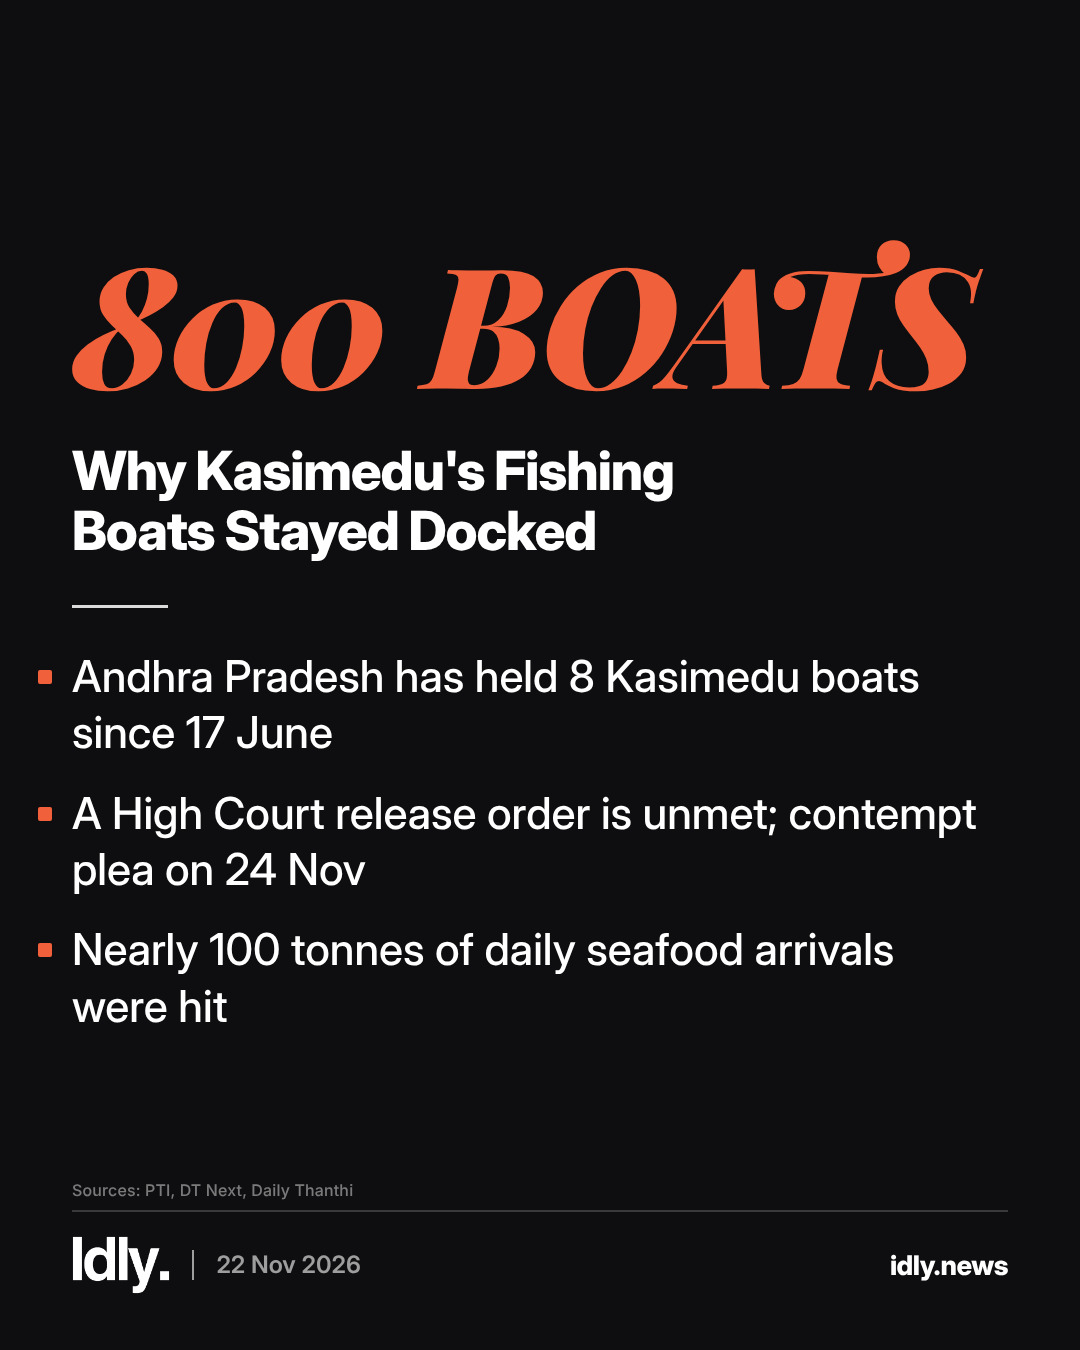 800 BOATS
Why Kasimedu's Fishing
Boats Stayed Docked
Andhra Pradesh has held 8 Kasimedu boats
since 17 June
A High Court release order is unmet; contempt
plea on 24 Nov
Nearly 100 tonnes of daily seafood arrivals
were hit
Sources: PTI, DT Next, Daily Thanthi
Idly. | 22 Nov 2026
idly.news